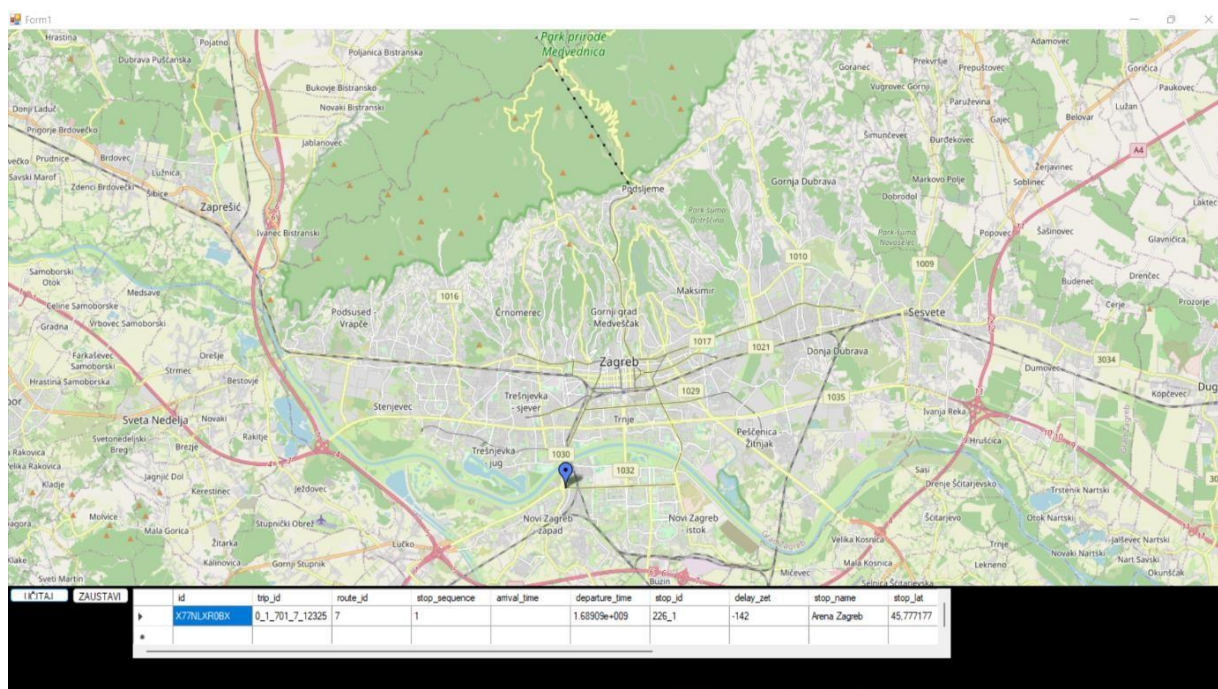 Form1
Hrastina
Pojatno
Dubrava Pušćanska
Poljanica Bistranska
Park prirode
Medvednica
Adamovec
Goranec
Prekvršje
Prepuštovec
Goričica
Paukovec
Bukovje Bistransko
Vugrovec Gornji
Paruževina
Lužan
Donji Laduč
Novaki Bistranski
Gajec
Belovar
Prigorje Brdovečko
Jablanovec
Šimunčevec
Đurđekovec
A4
Prudnice
Brdovec
Savski Marof
Lužnica
Žerjavinec
Zdenci Brdovečki
Šibice
Podsljeme
Gornja Dubrava
Markovo Polje
Soblinec
Zaprešić
Dobrodol
Laktec
Park-šuma
Dotrščina
Ivanec Bistranski
Park-šuma
Novoselec
Popovec
Šašinovec
Glavničica
1010
1009
Samoborski
Otok
Medsave
Maksimir
Drenčec
Budenec
1016
Celine Samoborske
Podsused -
Vrapče
Črnomerec
Gornji grad
- Medveščak
Sesvete
Cerje
Prozorje
Gradna
Vrbovec Samoborski
1017
1021
Farkaševec
Samoborski
Orešje
Zagreb
Donja Dubrava
3034
Strmec
Dumovec
Hrastina Samoborska
Bestovje
Trešnjevka
- sjever
1029
1035
Kopčevec
Dug
Stenjevec
Ivanja Reka
Sveta Nedelja
Novaki
Trnje
Svetonedeljski
Breg
Rakitje
Peščenica -
Žitnjak
Brezje
Hrušćica
Trešnjevka
- jug
1030
1032
Jagnjić Dol
Sasi
Drenje Šćitarjevsko
Kladje
Kerestinec
Ježdovec
Trstenik Nartski
Molvice
Novi Zagreb
- zapad
Novi Zagreb
istok
Šćitarjevo
Otok Nartski
Mala Gorica
Stupnički Obrež
Žitarka
Velika Kosnica
Trnje
Jalševec Nartski
Lučko
Novaki Nartski
Nart Savski
Kalinovica
Gornji Stupnik
Mala Kosnica
Lekneno
Sveti Martin
Buzin
Mičevec
Okunšćak
Selnica Šćitarjevska
UČITAJ
ZAUSTAVI
id trip_id route_id stop_sequence arrival_time departure_time stop_id delay_zet stop_name stop_lat
X77NLXR0BX 0_1_701_7_12325 7 1 1.68909e+009 226_1 -142 Arena Zagreb 45,777177